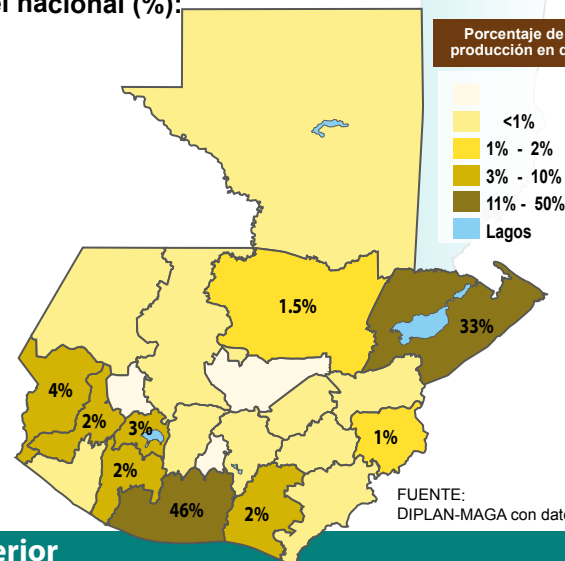 el nacional (%):
Porcentaje de
producción en d
<1%
1% - 2%
3% - 10%
11% - 50%
Lagos
1.5%
33%
4%
2%
3%
1%
2%
46%
2%
FUENTE:
DIPLAN-MAGA con date
erior